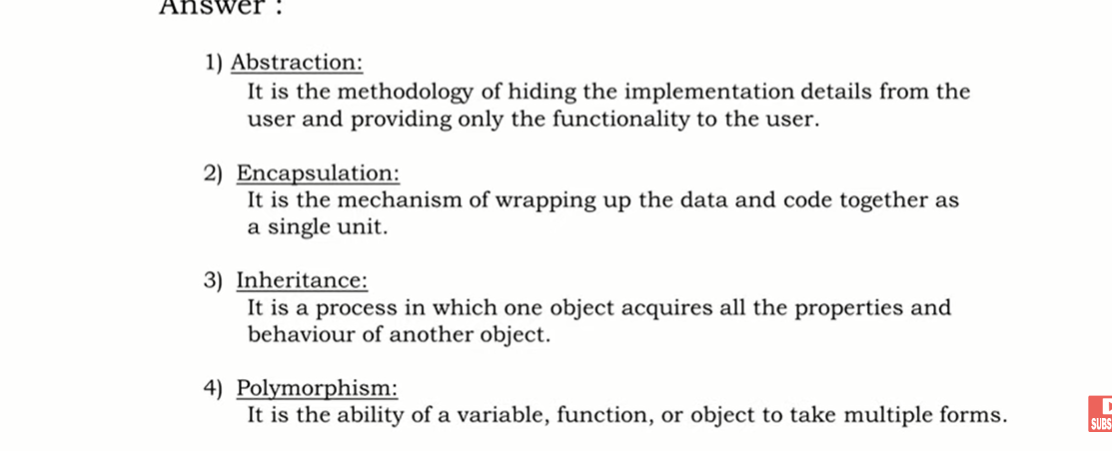 Answer :
1) Abstraction:
It is the methodology of hiding the implementation details from the
user and providing only the functionality to the user.
2) Encapsulation:
It is the mechanism of wrapping up the data and code together as
a single unit.
3) Inheritance:
It is a process in which one object acquires all the properties and
behaviour of another object.
4) Polymorphism:
It is the ability of a variable, function, or object to take multiple forms.
SUBS